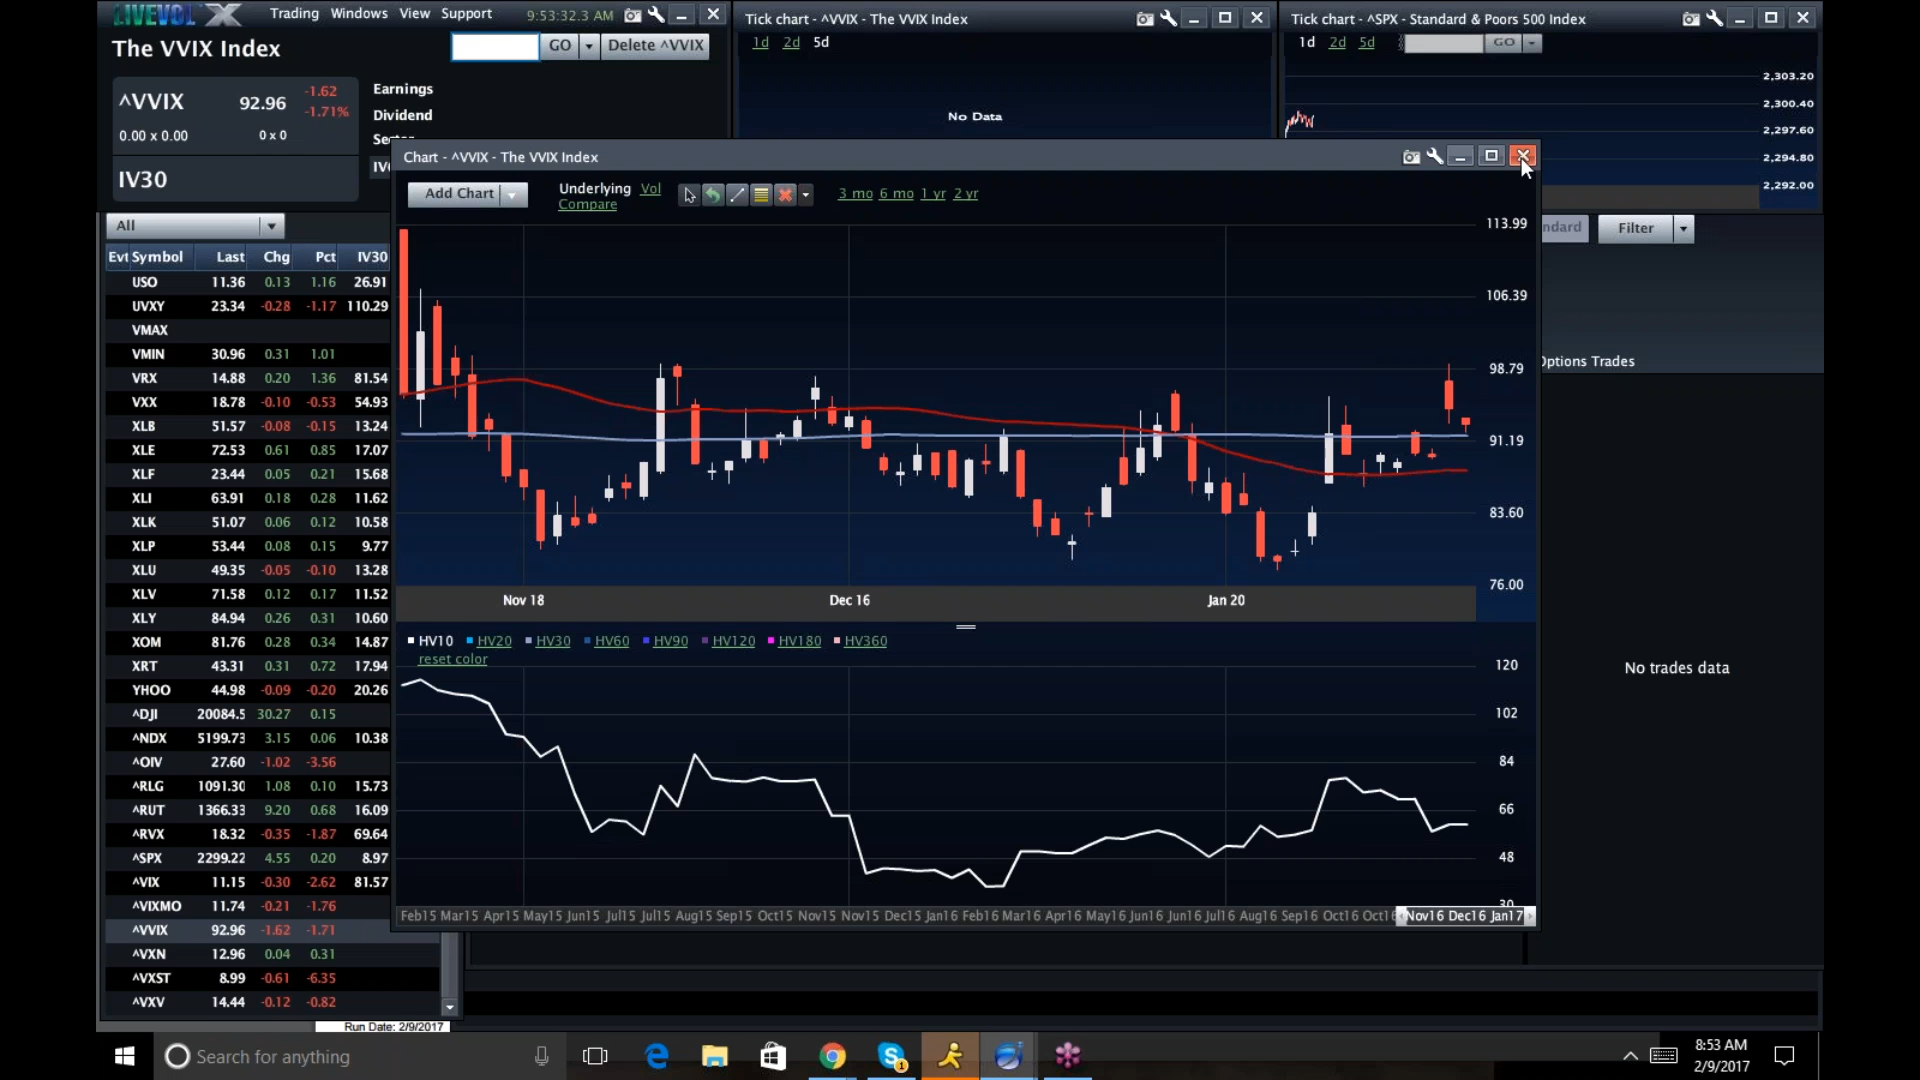 LIVEVOL X Trading Windows View Support 9:53:32.3 AM
The VVIX Index GO Delete ^VVIX
^VVIX 92.96 -1.62
-1.71%
0.00 x 0.00 0 x 0
IV30
Earnings
Dividend
Tick chart - ^VVIX - The VVIX Index
1d 2d 5d
No Data
Tick chart - ^SPX - Standard & Poors 500 Index
1d 2d 5d GO
2,303.20
2,300.40
2,297.60
2,294.80
2,292.00
Filter
Options Trades
No trades data
All
Evt Symbol Last Chg Pct IV30
USO 11.36 0.13 1.16 26.91
UVXY 23.34 -0.28 -1.17 110.29
VMAX
VMIN 30.96 0.31 1.01
VRX 14.88 0.20 1.36 81.54
VXX 18.78 -0.10 -0.53 54.93
XLB 51.57 -0.08 -0.15 13.24
XLE 72.53 0.61 0.85 17.07
XLF 23.44 0.05 0.21 15.68
XLI 63.91 0.18 0.28 11.62
XLK 51.07 0.06 0.12 10.58
XLP 53.44 0.08 0.15 9.77
XLU 49.35 -0.05 -0.10 13.28
XLV 71.58 0.12 0.17 11.52
XLY 84.94 0.26 0.31 10.60
XOM 81.76 0.28 0.34 14.87
XRT 43.31 0.31 0.72 17.94
YHOO 44.98 -0.09 -0.20 20.26
^DJI 20084.5 30.27 0.15
^NDX 5199.73 3.15 0.06 10.38
^OIV 27.60 -1.02 -3.56
^RLG 1091.30 1.08 0.10 15.73
^RUT 1366.33 9.20 0.68 16.09
^RVX 18.32 -0.35 -1.87 69.64
^SPX 2299.22 4.55 0.20 8.97
^VIX 11.15 -0.30 -2.62 81.57
^VIXMO 11.74 -0.21 -1.76
^VVIX 92.96 -1.62 -1.71
^VXN 12.96 0.04 0.31
^VXST 8.99 -0.61 -6.35
^VXV 14.44 -0.12 -0.82
Run Date: 2/9/2017
Chart - ^VVIX - The VVIX Index
Add Chart Underlying Vol
Compare
3 mo 6 mo 1 yr 2 yr
113.99
106.39
98.79
91.19
83.60
76.00
Nov 18 Dec 16 Jan 20
HV10 HV20 HV30 HV60 HV90 HV120 HV180 HV360
reset color
120
102
84
66
48
30
Feb15 Mar15 Apr15 May15 Jun15 Jul15 Jul15 Aug15 Sep15 Oct15 Nov15 Nov15 Dec15 Jan16 Feb16 Mar16 Apr16 May16 Jun16 Jun16 Jul16 Aug16 Sep16 Oct16 Oct16 Nov16 Dec16 Jan17
Search for anything
8:53 AM
2/9/2017